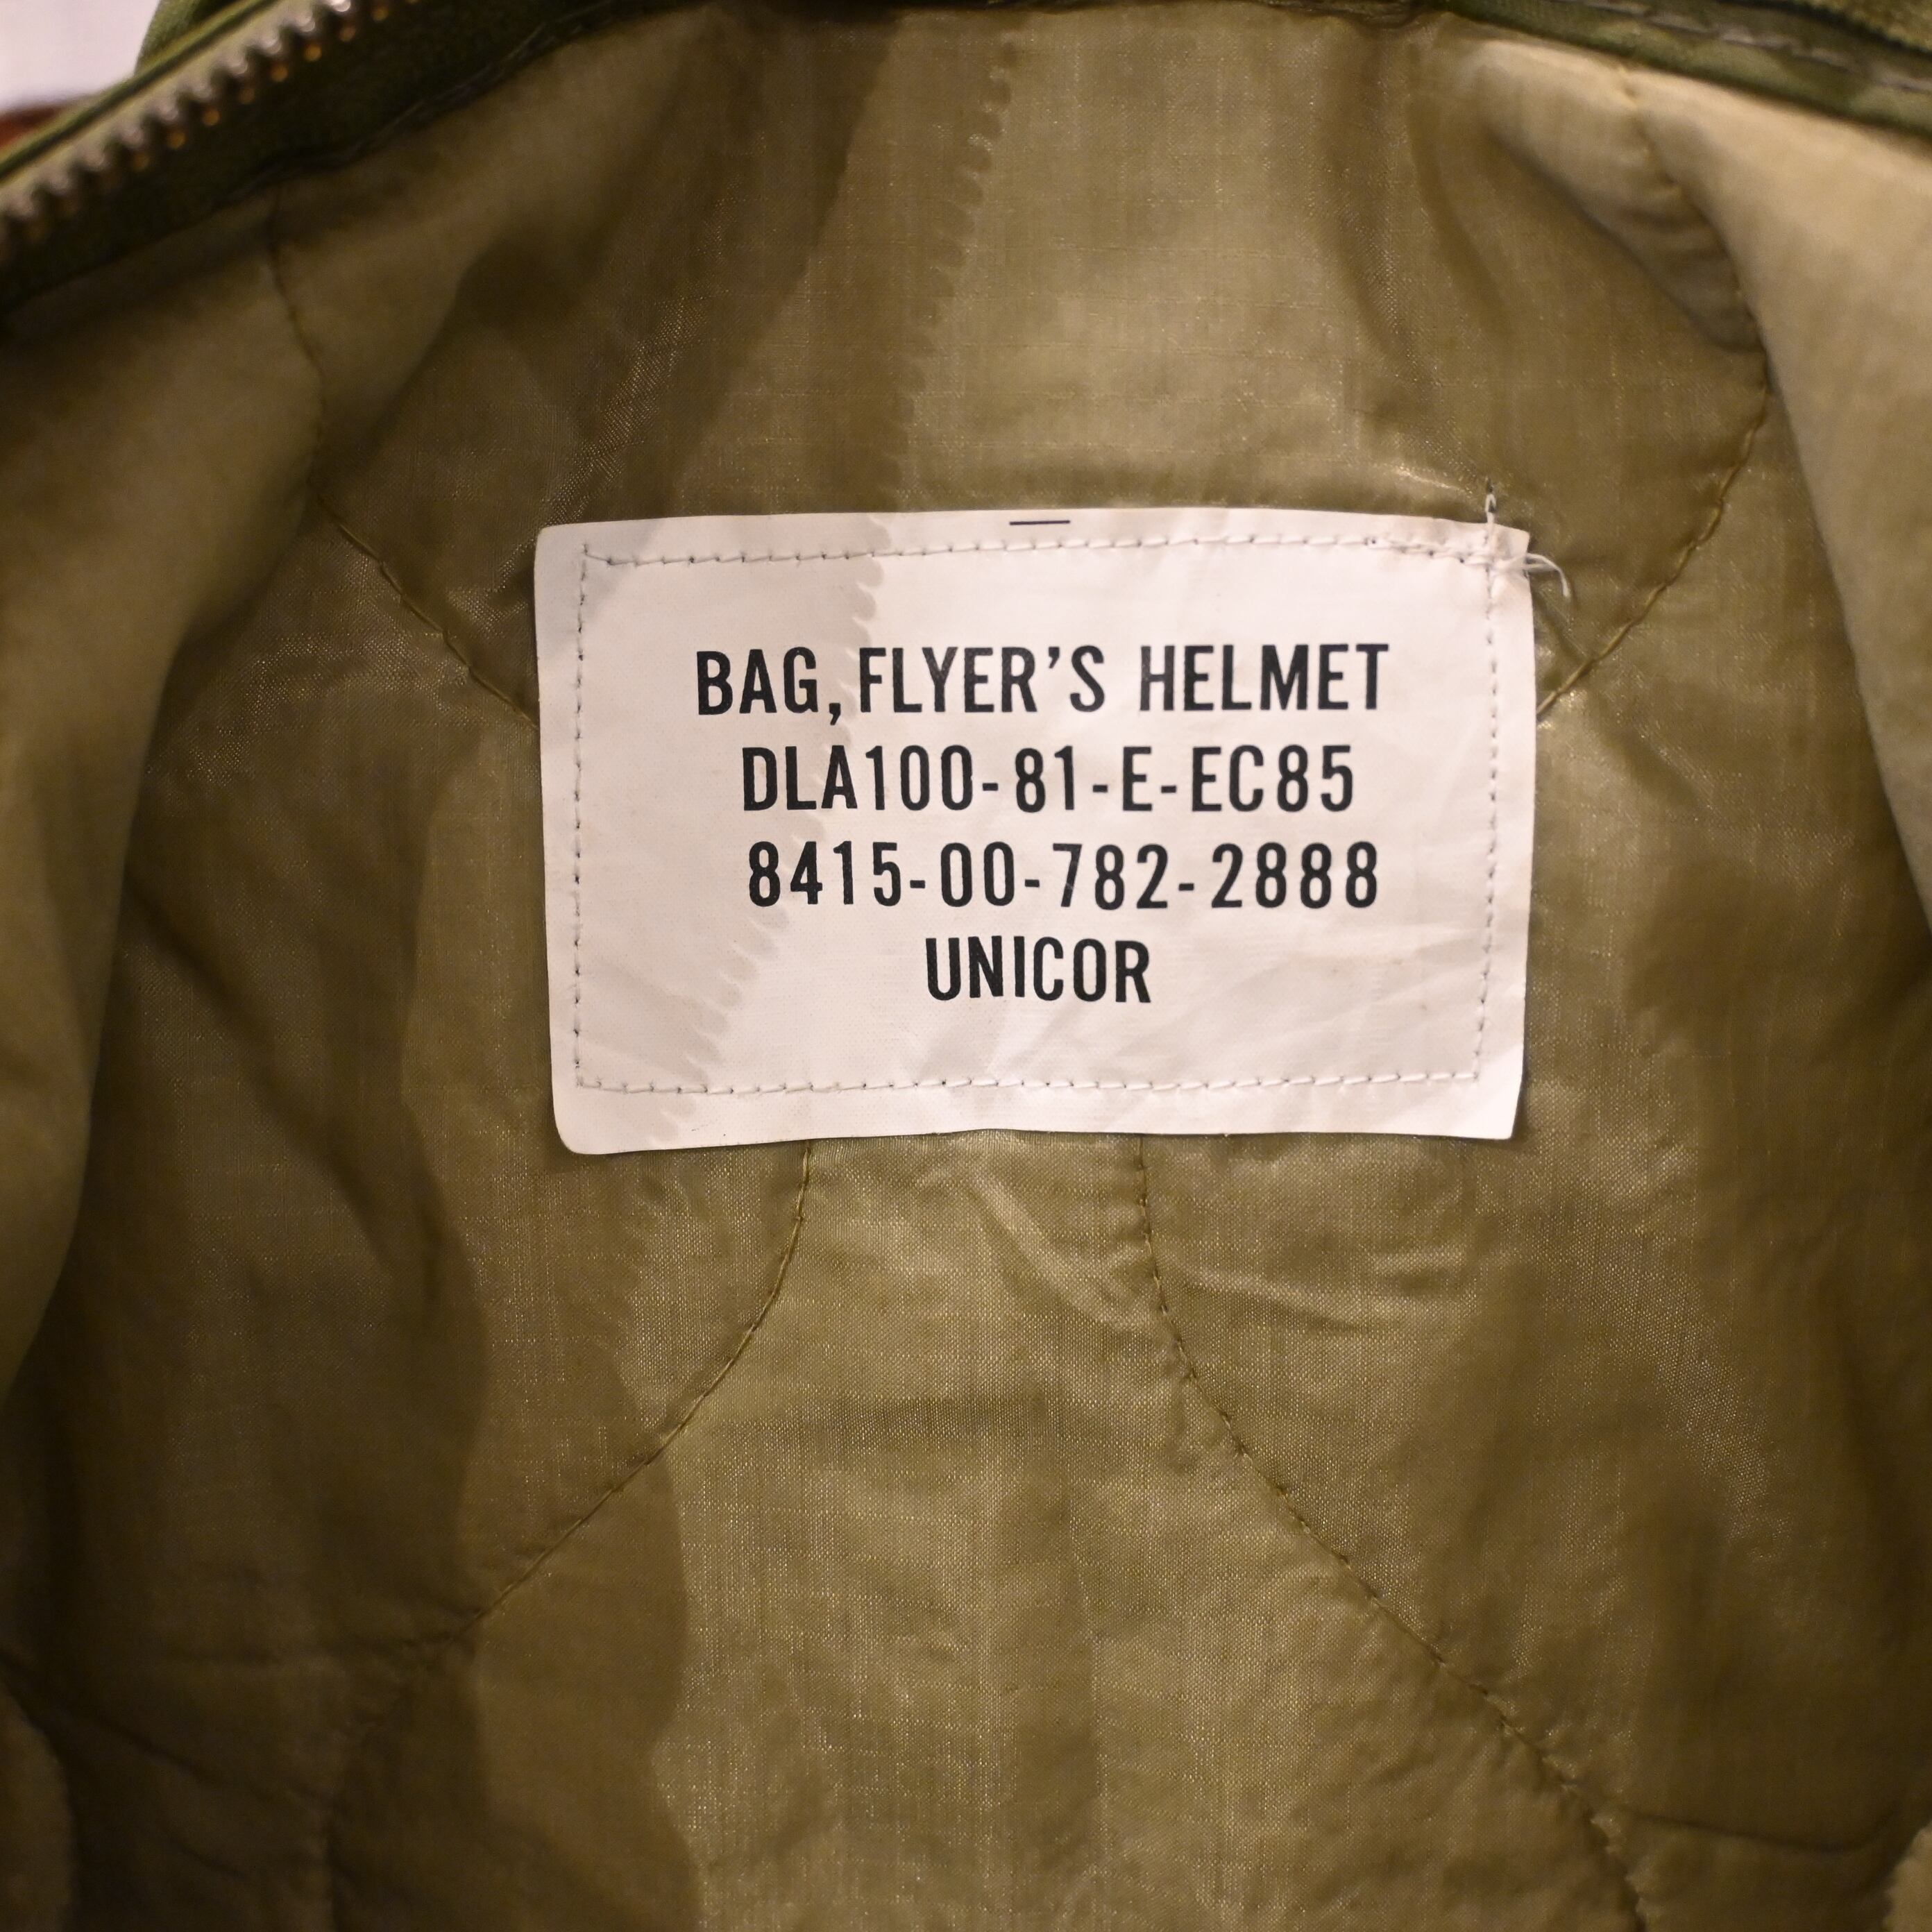 BAG, FLYER'S HELMET
DLA100-81-E-EC85
8415-00-782-2888
UNICOR